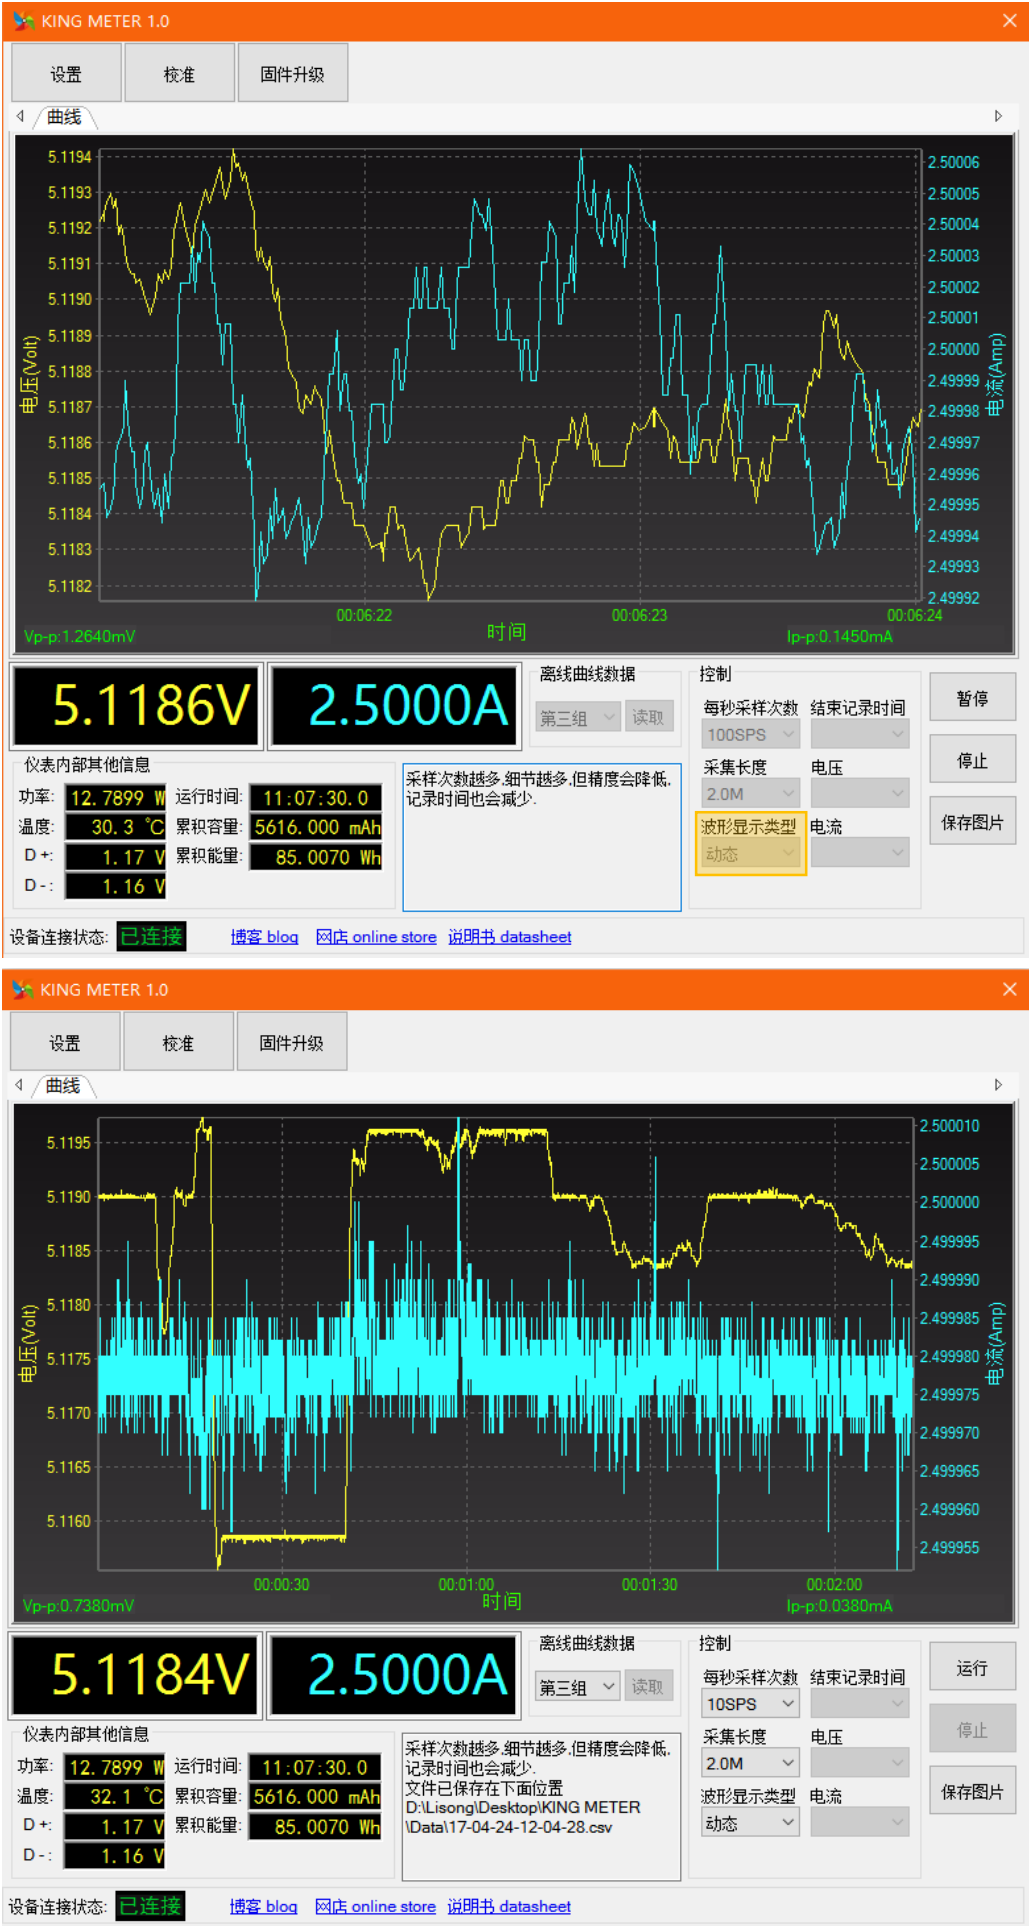 KING METER 1.0
设置 校准 固件升级
曲线
5.1194
5.1193
5.1192
5.1191
5.1190
5.1189
5.1188
5.1187
5.1186
5.1185
5.1184
5.1183
5.1182
电压(Volt)
2.50006
2.50005
2.50004
2.50003
2.50002
2.50001
2.50000
2.49999
2.49998
2.49997
2.49996
2.49995
2.49994
2.49993
2.49992
电流(Amp)
00:06:22 00:06:23 00:06:24
Vp-p:1.2640mV 时间 Ip-p:0.1450mA
5.1186V 2.5000A
离线曲线数据
第三组 读取
控制
每秒采样次数 结束记录时间
100SPS
采集长度 电压
2.0M
波形显示类型 电流
动态
暂停
停止
保存图片
仪表内部其他信息
功率: 12.7899 W 运行时间: 11:07:30.0
温度: 30.3 ℃ 累积容量: 5616.000 mAh
D+: 1.17 V 累积能量: 85.0070 Wh
D-: 1.16 V
采样次数越多,细节越多,但精度会降低,
记录时间也会减少.
设备连接状态: 已连接 博客 blog 网店 online store 说明书 datasheet
KING METER 1.0
设置 校准 固件升级
曲线
5.1195
5.1190
5.1185
5.1180
5.1175
5.1170
5.1165
5.1160
电压(Volt)
2.500010
2.500005
2.500000
2.499995
2.499990
2.499985
2.499980
2.499975
2.499970
2.499965
2.499960
2.499955
电流(Amp)
00:00:30 00:01:00 00:01:30 00:02:00
Vp-p:0.7380mV 时间 Ip-p:0.0380mA
5.1184V 2.5000A
离线曲线数据
第三组 读取
控制
每秒采样次数 结束记录时间
10SPS
采集长度 电压
2.0M
波形显示类型 电流
动态
运行
停止
保存图片
仪表内部其他信息
功率: 12.7899 W 运行时间: 11:07:30.0
温度: 32.1 ℃ 累积容量: 5616.000 mAh
D+: 1.17 V 累积能量: 85.0070 Wh
D-: 1.16 V
采样次数越多,细节越多,但精度会降低,
记录时间也会减少.
文件已保存在下面位置
D:\Lisong\Desktop\KING METER
\Data\17-04-24-12-04-28.csv
设备连接状态: 已连接 博客 blog 网店 online store 说明书 datasheet